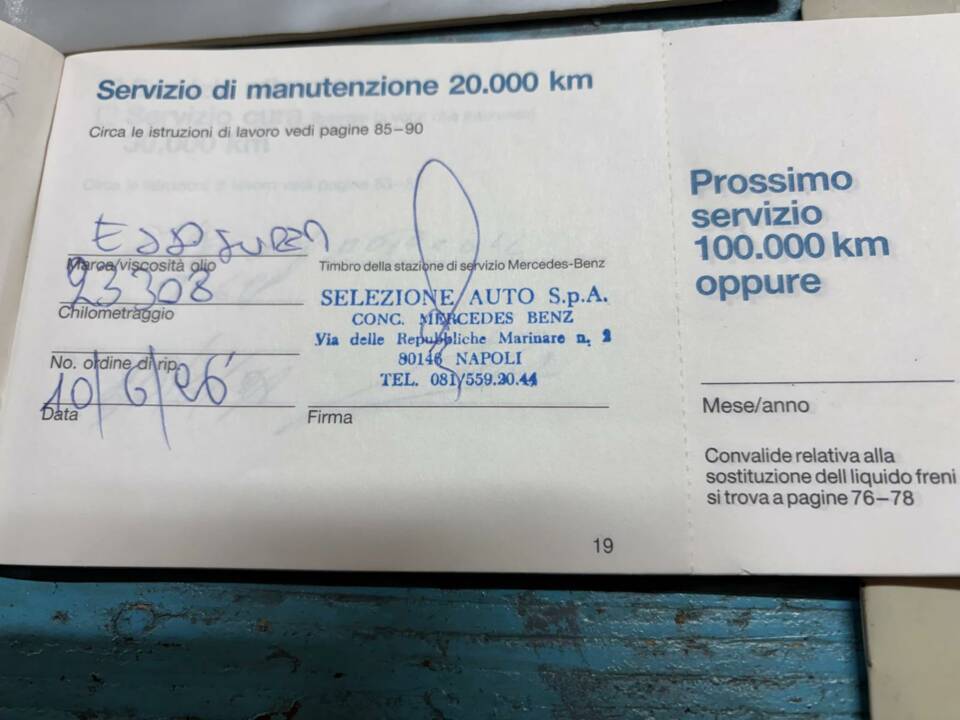 Servizio di manutenzione 20.000 km
Circa le istruzioni di lavoro vedi pagine 85–90
Marca/viscosità olio
93308
Chilometraggio
No. ordine di rip.
Data
Timbro della stazione di servizio Mercedes-Benz
SELEZIONE AUTO S.p.A.
CONC. MERCEDES BENZ
Via delle Repubbliche Marinare n. 2
80146 NAPOLI
TEL. 081/559.20.44
Firma
19
Prossimo
servizio
100.000 km
oppure
Mese/anno
Convalide relativa alla
sostituzione dell liquido freni
si trova a pagine 76–78